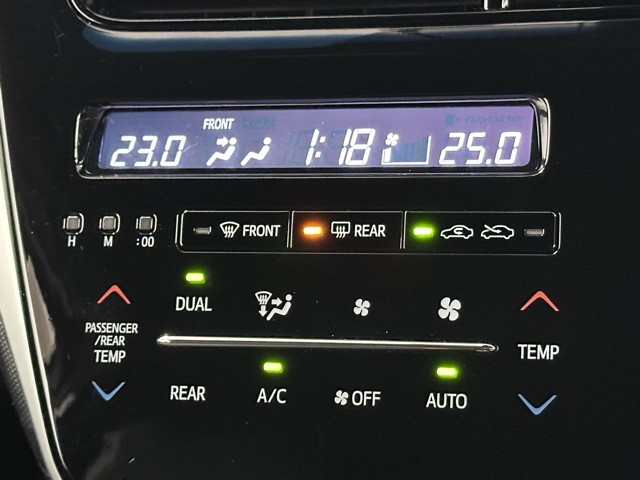 FRONT
23.0 1:18 25.0
H M :00 FRONT REAR
DUAL
PASSENGER
/REAR
TEMP TEMP
REAR A/C OFF AUTO